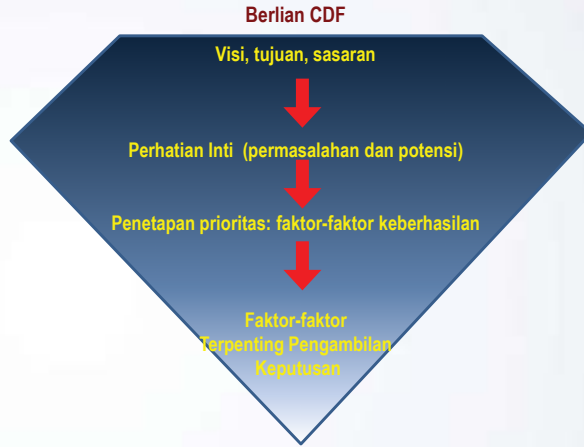 Berlian CDF
Visi, tujuan, sasaran
Perhatian Inti (permasalahan dan potensi)
Penetapan prioritas: faktor-faktor keberhasilan
Faktor-faktor
Terpenting Pengambilan
Keputusan